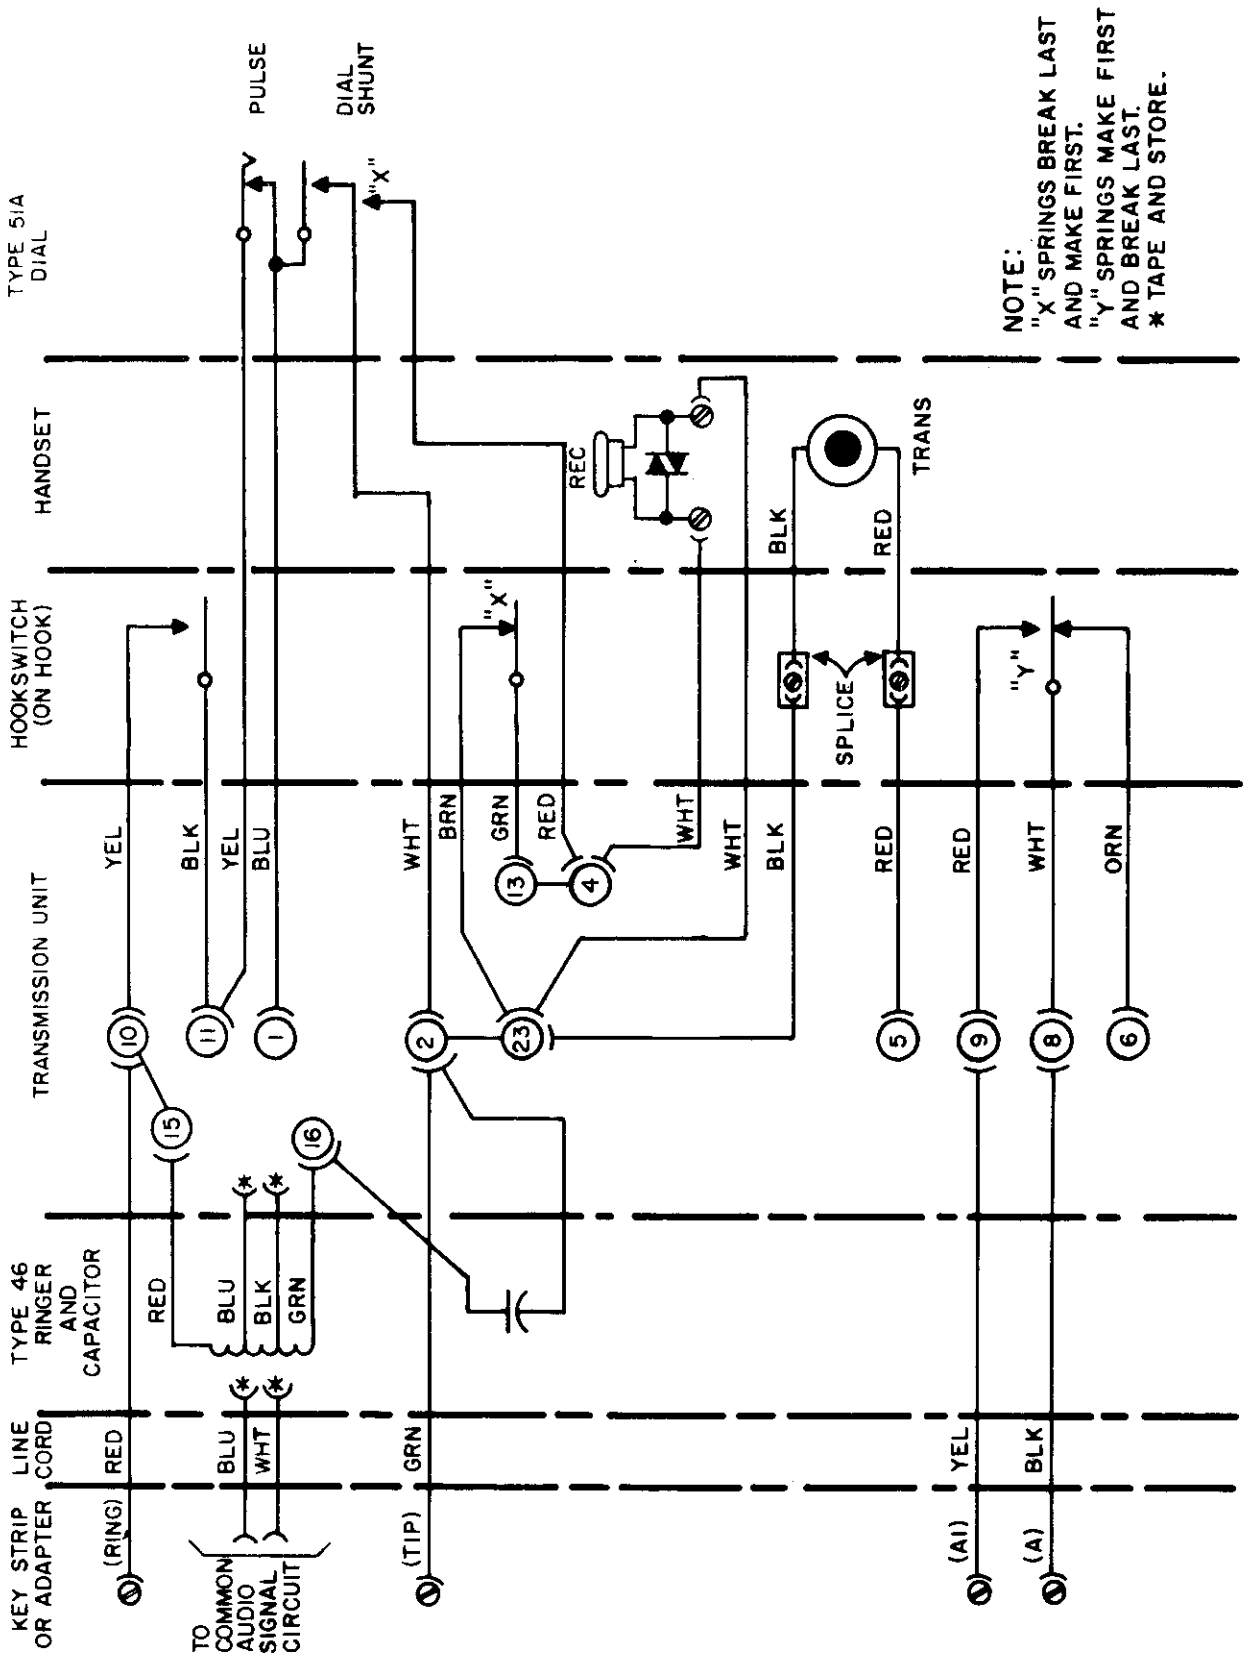 KEY STRIP
OR ADAPTER
LINE
CORD
TYPE 46
RINGER
AND
CAPACITOR
TRANSMISSION UNIT
HOOKSWITCH
(ON HOOK)
HANDSET
TYPE 51A
DIAL
(RING)
RED
10
YEL
15
RED
BLK
11
YEL
TO
COMMON
AUDIO
SIGNAL
CIRCUIT
BLU
WHT
*
*
BLU
BLK
GRN
*
*
1
BLU
16
PULSE
DIAL
SHUNT
"X"
(TIP)
GRN
2
WHT
BRN
"X"
23
13
GRN
4
RED
REC
WHT
WHT
BLK
BLK
SPLICE
TRANS
5
RED
RED
(A1)
YEL
9
RED
"Y"
(A)
BLK
8
WHT
6
ORN
NOTE:
"X" SPRINGS BREAK LAST
AND MAKE FIRST.
"Y" SPRINGS MAKE FIRST
AND BREAK LAST.
* TAPE AND STORE.